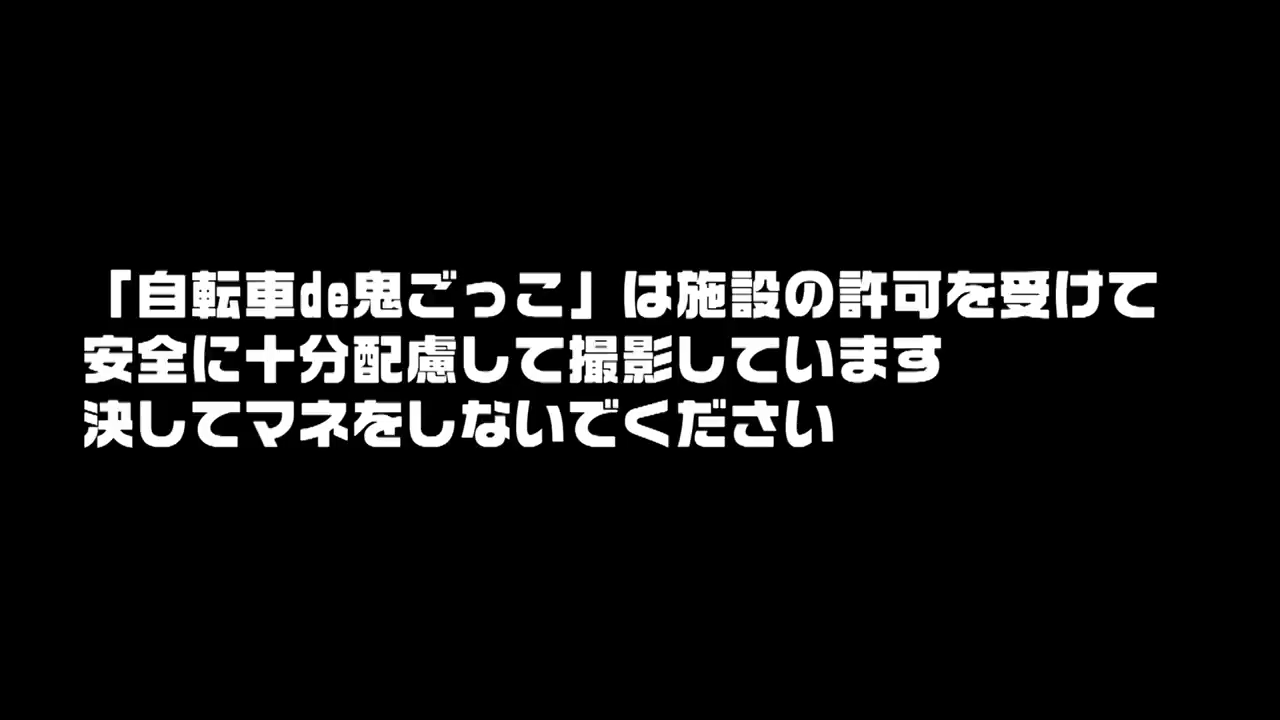 「自転車de鬼ごっこ」は施設の許可を受けて
安全に十分配慮して撮影しています
決してマネをしないでください